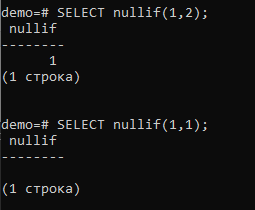 demo=# SELECT nullif(1,2);
 nullif
--------
      1
(1 строка)
demo=# SELECT nullif(1,1);
 nullif
--------
(1 строка)